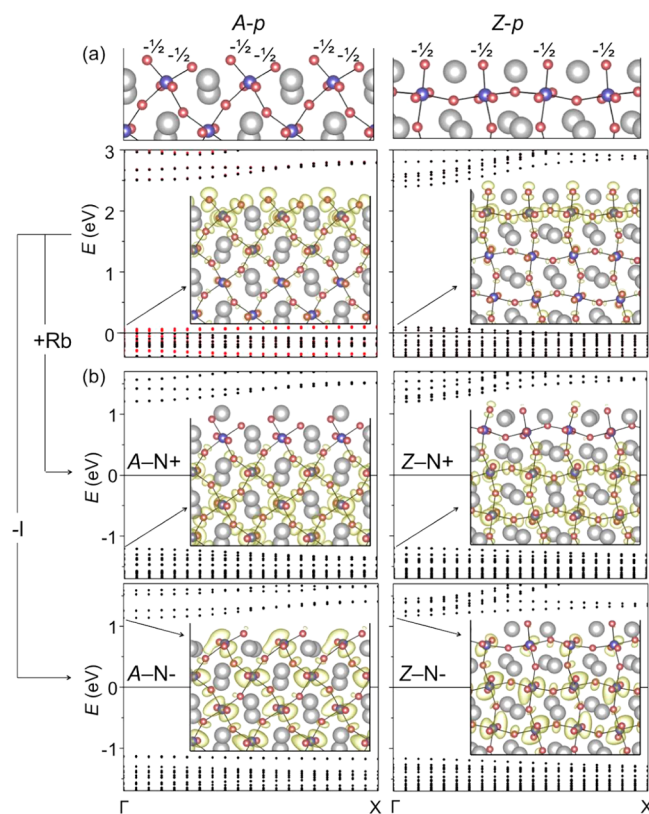 A-p
Z-p
(a)
-½ -½ -½ -½ -½ -½
-½ -½ -½ -½
3
2
1
0
E (eV)
+Rb
-I
(b)
1
0
-1
E (eV)
A–N+
Z–N+
1
0
-1
E (eV)
A–N-
Z–N-
Γ X Γ X